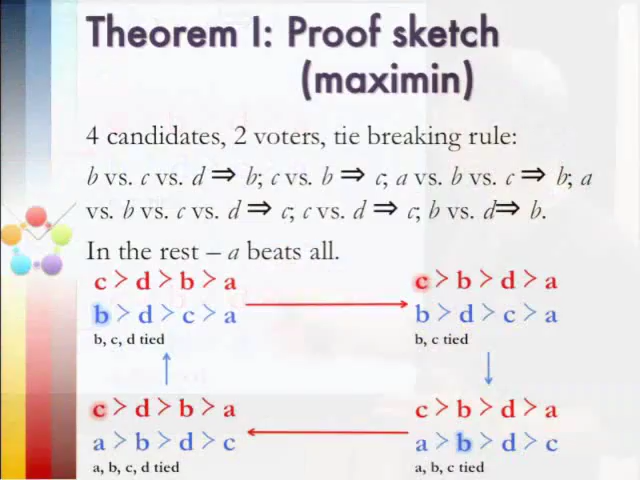 Theorem I: Proof sketch
(maximin)
4 candidates, 2 voters, tie breaking rule:
b vs. c vs. d ⇒ b; c vs. b ⇒ c; a vs. b vs. c ⇒ b; a
vs. b vs. c vs. d ⇒ c; c vs. d ⇒ c; b vs. d⇒ b.
In the rest – a beats all.
c > d > b > a
b > d > c > a
b, c, d tied
c > b > d > a
b > d > c > a
b, c tied
c > d > b > a
a > b > d > c
a, b, c, d tied
c > b > d > a
a > b > d > c
a, b, c tied